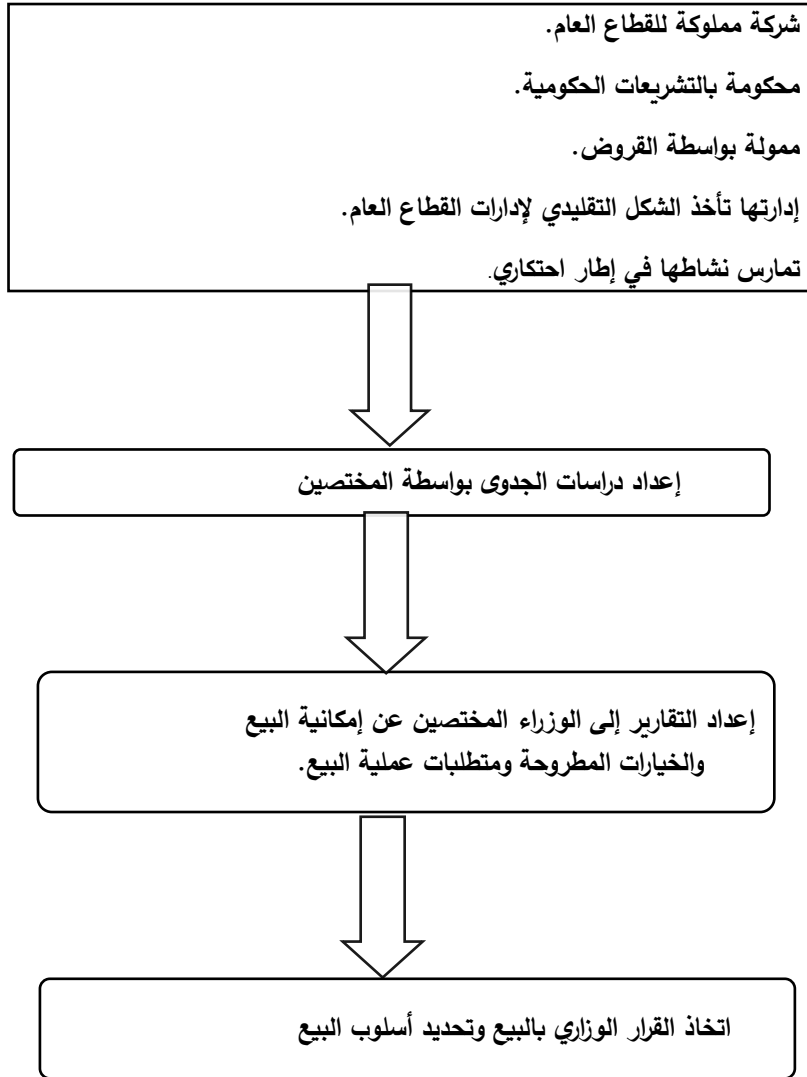 شركة مملوكة للقطاع العام.
محكومة بالتشريعات الحكومية.
ممولة بواسطة القروض.
إدارتها تأخذ الشكل التقليدي لإدارات القطاع العام.
تمارس نشاطها في إطار احتكاري.
إعداد دراسات الجدوى بواسطة المختصين
إعداد التقارير إلى الوزراء المختصين عن إمكانية البيع
والخيارات المطروحة ومتطلبات عملية البيع.
اتخاذ القرار الوزاري بالبيع وتحديد أسلوب البيع